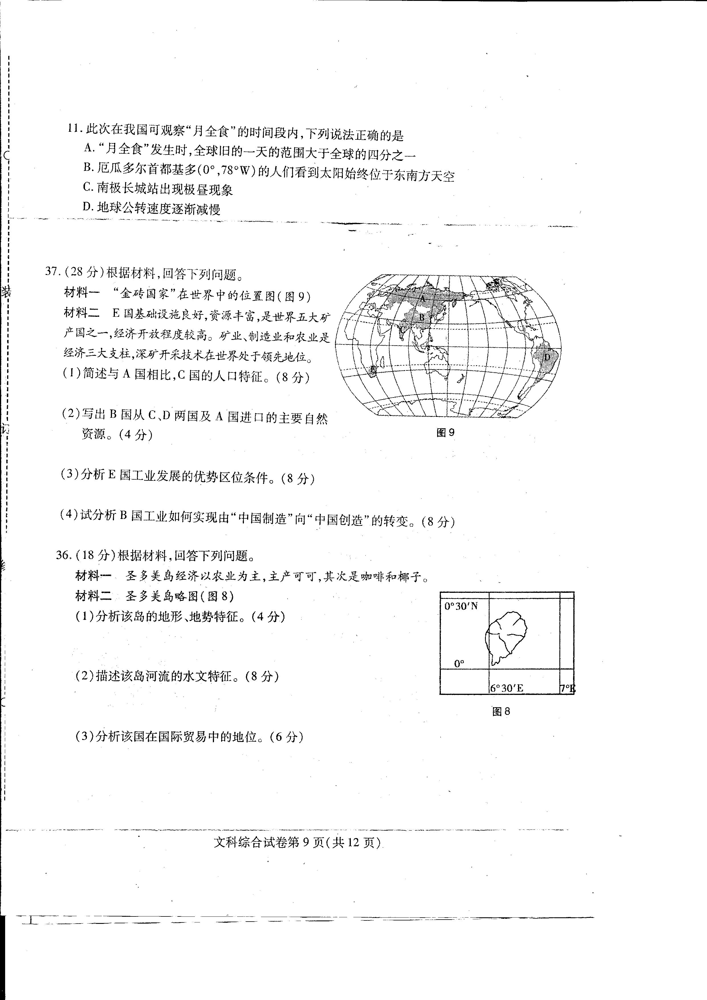 11.此次在我国可观察“月全食”的时间段内,下列说法正确的是
A.“月全食”发生时,全球旧的一天的范围大于全球的四分之一
B.厄瓜多尔首都基多(0°,78°W)的人们看到太阳始终位于东南方天空
C.南极长城站出现极昼现象
D.地球公转速度逐渐减慢
装
订
37.(28分)根据材料,回答下列问题。
材料一 “金砖国家”在世界中的位置图(图9)
材料二 E国基础设施良好,资源丰富,是世界五大矿
产国之一,经济开放程度较高。矿业、制造业和农业是
经济三大支柱,深矿开采技术在世界处于领先地位。
(1)简述与A国相比,C国的人口特征。(8分)
(2)写出B国从C、D两国及A国进口的主要自然
资源。(4分)
A
B
D
图9
(3)分析E国工业发展的优势区位条件。(8分)
(4)试分析B国工业如何实现由“中国制造”向“中国创造”的转变。(8分)
36.(18分)根据材料,回答下列问题。
材料一 圣多美岛经济以农业为主,主产可可,其次是咖啡和椰子。
材料二 圣多美岛略图(图8)
(1)分析该岛的地形、地势特征。(4分)
(2)描述该岛河流的水文特征。(8分)
(3)分析该国在国际贸易中的地位。(6分)
0°30′N
0°
6°30′E
7°E
图8
文科综合试卷第9页(共12页)